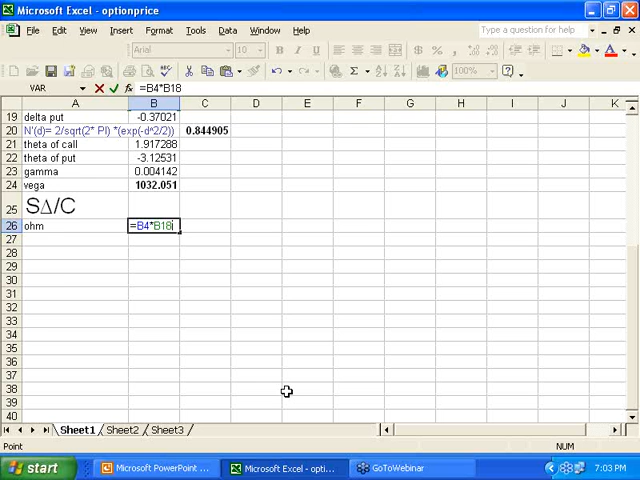 Microsoft Excel - optionprice
File Edit View Insert Format Tools Data Window Help
Type a question for help
Arial 10 B I U $ % ,
100%
VAR =B4*B18
A B C D E F G H I J K
19 delta put -0.37021
20 N'(d)= 2/sqrt(2* PI) *(exp(-d^2/2)) 0.844905
21 theta of call 1.917288
22 theta of put -3.12531
23 gamma 0.004142
24 vega 1032.051
25 S∆/C
26 ohm =B4*B18
27
28
29
30
31
32
33
34
35
36
37
38
39
40
Sheet1 Sheet2 Sheet3
Point NUM
start Microsoft PowerPoint ... Microsoft Excel - opti... GoToWebinar 7:03 PM